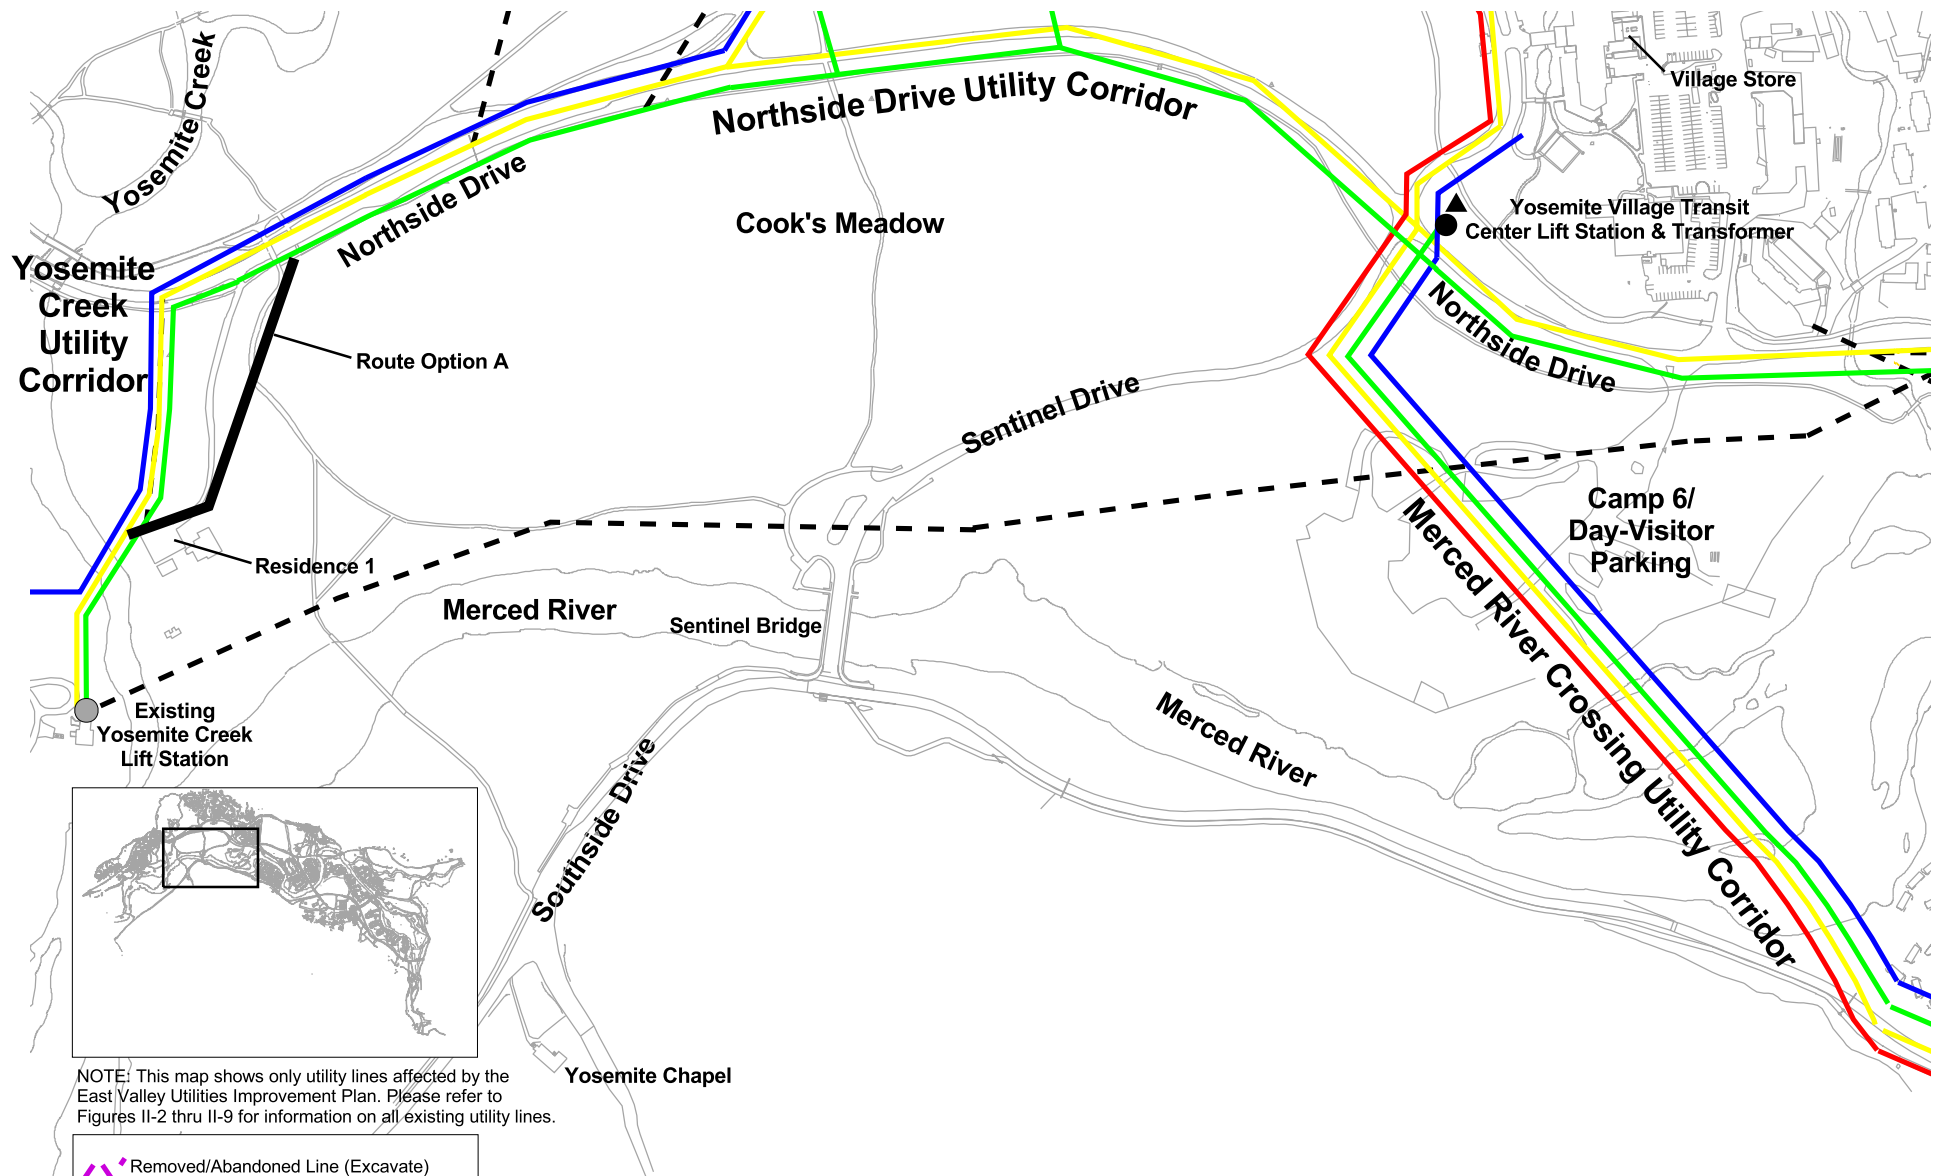 Yosemite Creek
Northside Drive Utility Corridor
Village Store
Northside Drive
Cook's Meadow
Yosemite Village Transit
Center Lift Station & Transformer
Yosemite
Creek
Utility
Corridor
Northside Drive
Route Option A
Sentinel Drive
Camp 6/
Day-Visitor
Parking
Residence 1
Merced River
Sentinel Bridge
Merced River Crossing Utility Corridor
Merced River
Existing
Yosemite Creek
Lift Station
Southside Drive
Yosemite Chapel
NOTE: This map shows only utility lines affected by the
East Valley Utilities Improvement Plan. Please refer to
Figures II-2 thru II-9 for information on all existing utility lines.
Removed/Abandoned Line (Excavate)